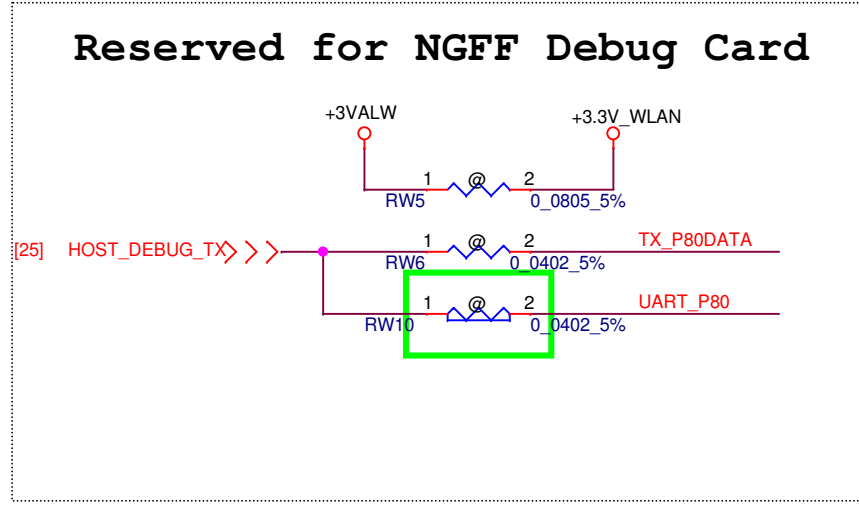 Reserved for NGFF Debug Card
+3VALW
+3.3V_WLAN
1 @ 2
RW5 0_0805_5%
[25] HOST_DEBUG_TX 1 @ 2 TX_P80DATA
RW6 0_0402_5%
1 @ 2 UART_P80
RW10 0_0402_5%